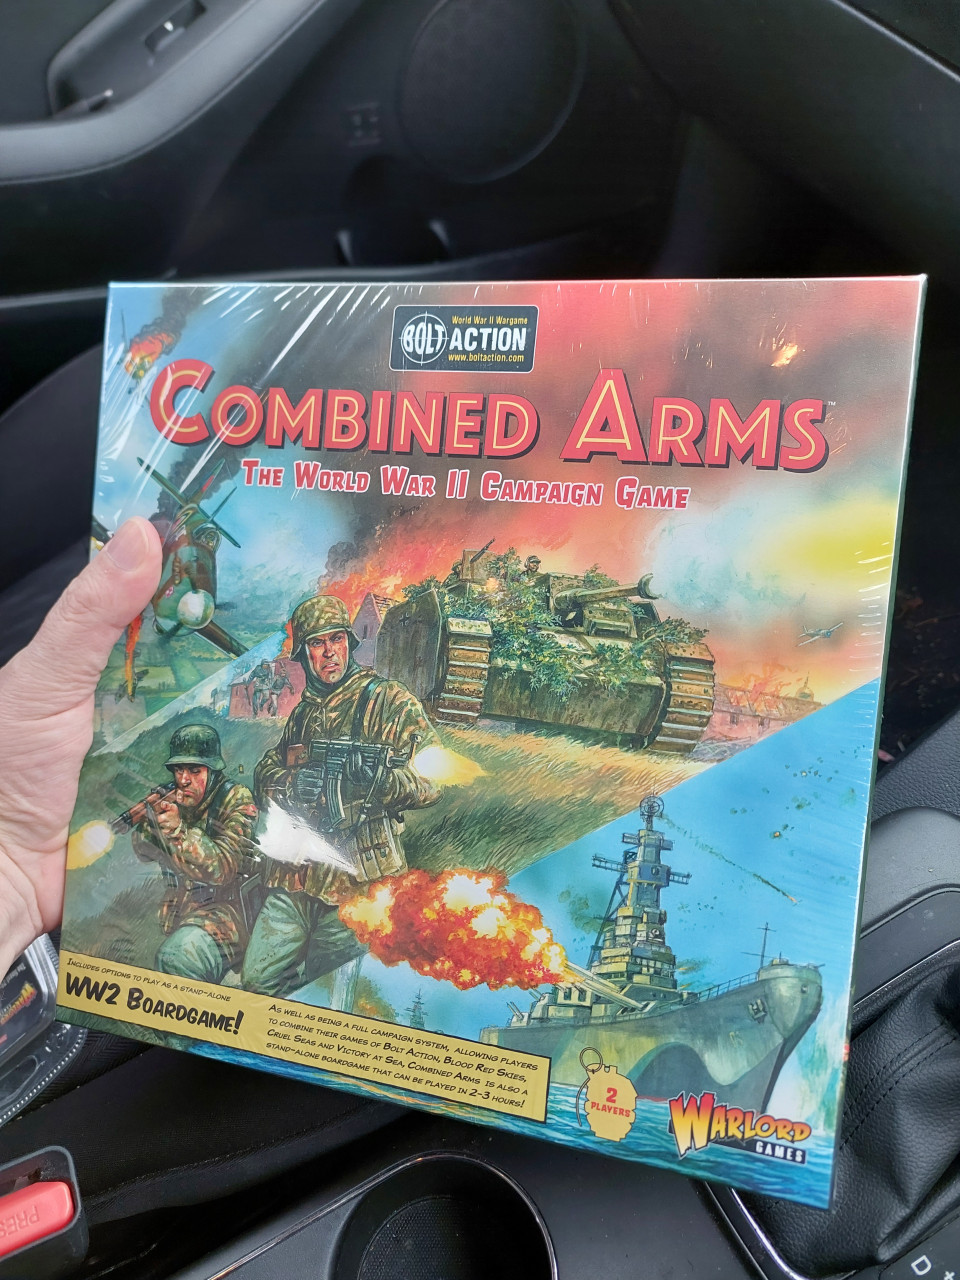 World War II Wargame
BOLT ACTION
www.boltaction.com
COMBINED ARMS™
THE WORLD WAR II CAMPAIGN GAME
INCLUDES OPTIONS TO PLAY AS A STAND-ALONE
WW2 BOARDGAME!
AS WELL AS BEING A FULL CAMPAIGN SYSTEM, ALLOWING PLAYERS
TO COMBINE THEIR GAMES OF BOLT ACTION, BLOOD RED SKIES,
CRUEL SEAS AND VICTORY AT SEA, COMBINED ARMS IS ALSO A
STAND-ALONE BOARDGAME THAT CAN BE PLAYED IN 2-3 HOURS!
2
PLAYERS
WARLORD
GAMES
PRESS
D
+